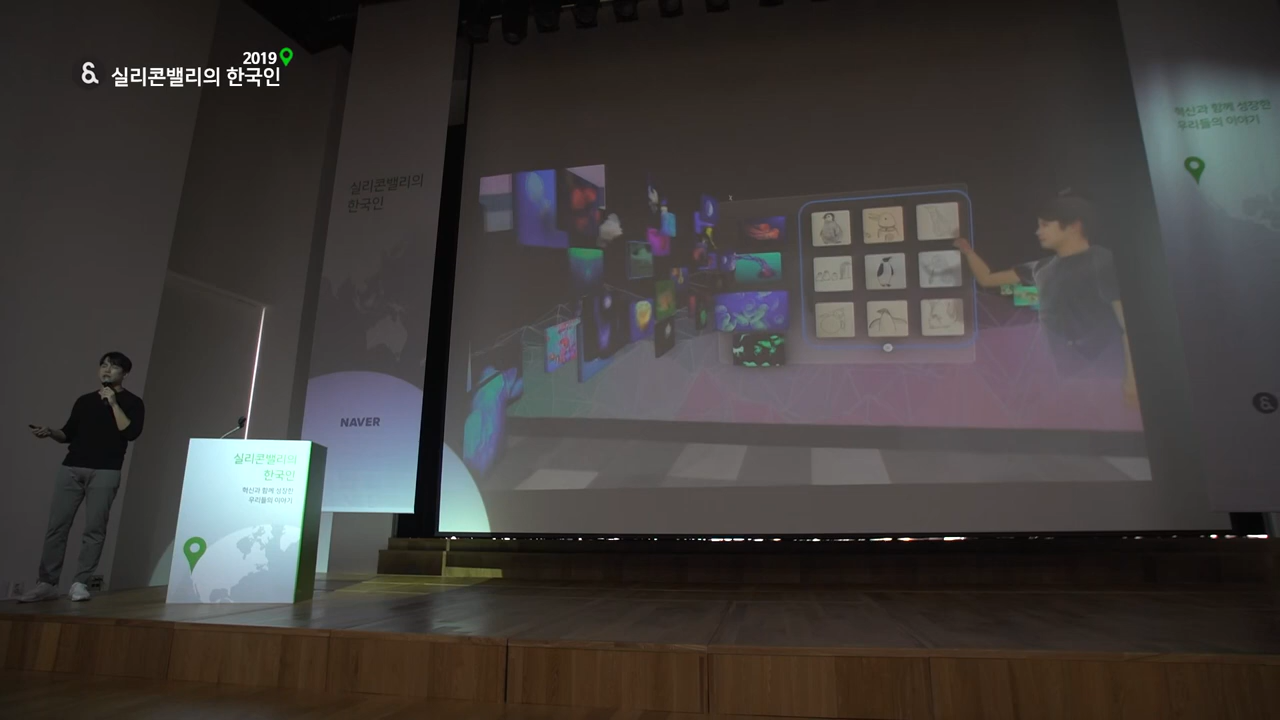 2019
& 실리콘밸리의 한국인
실리콘밸리의
한국인
NAVER
실리콘밸리의
한국인
혁신과 함께 성장한
우리들의 이야기
혁신과 함께 성장한
우리들의 이야기
&